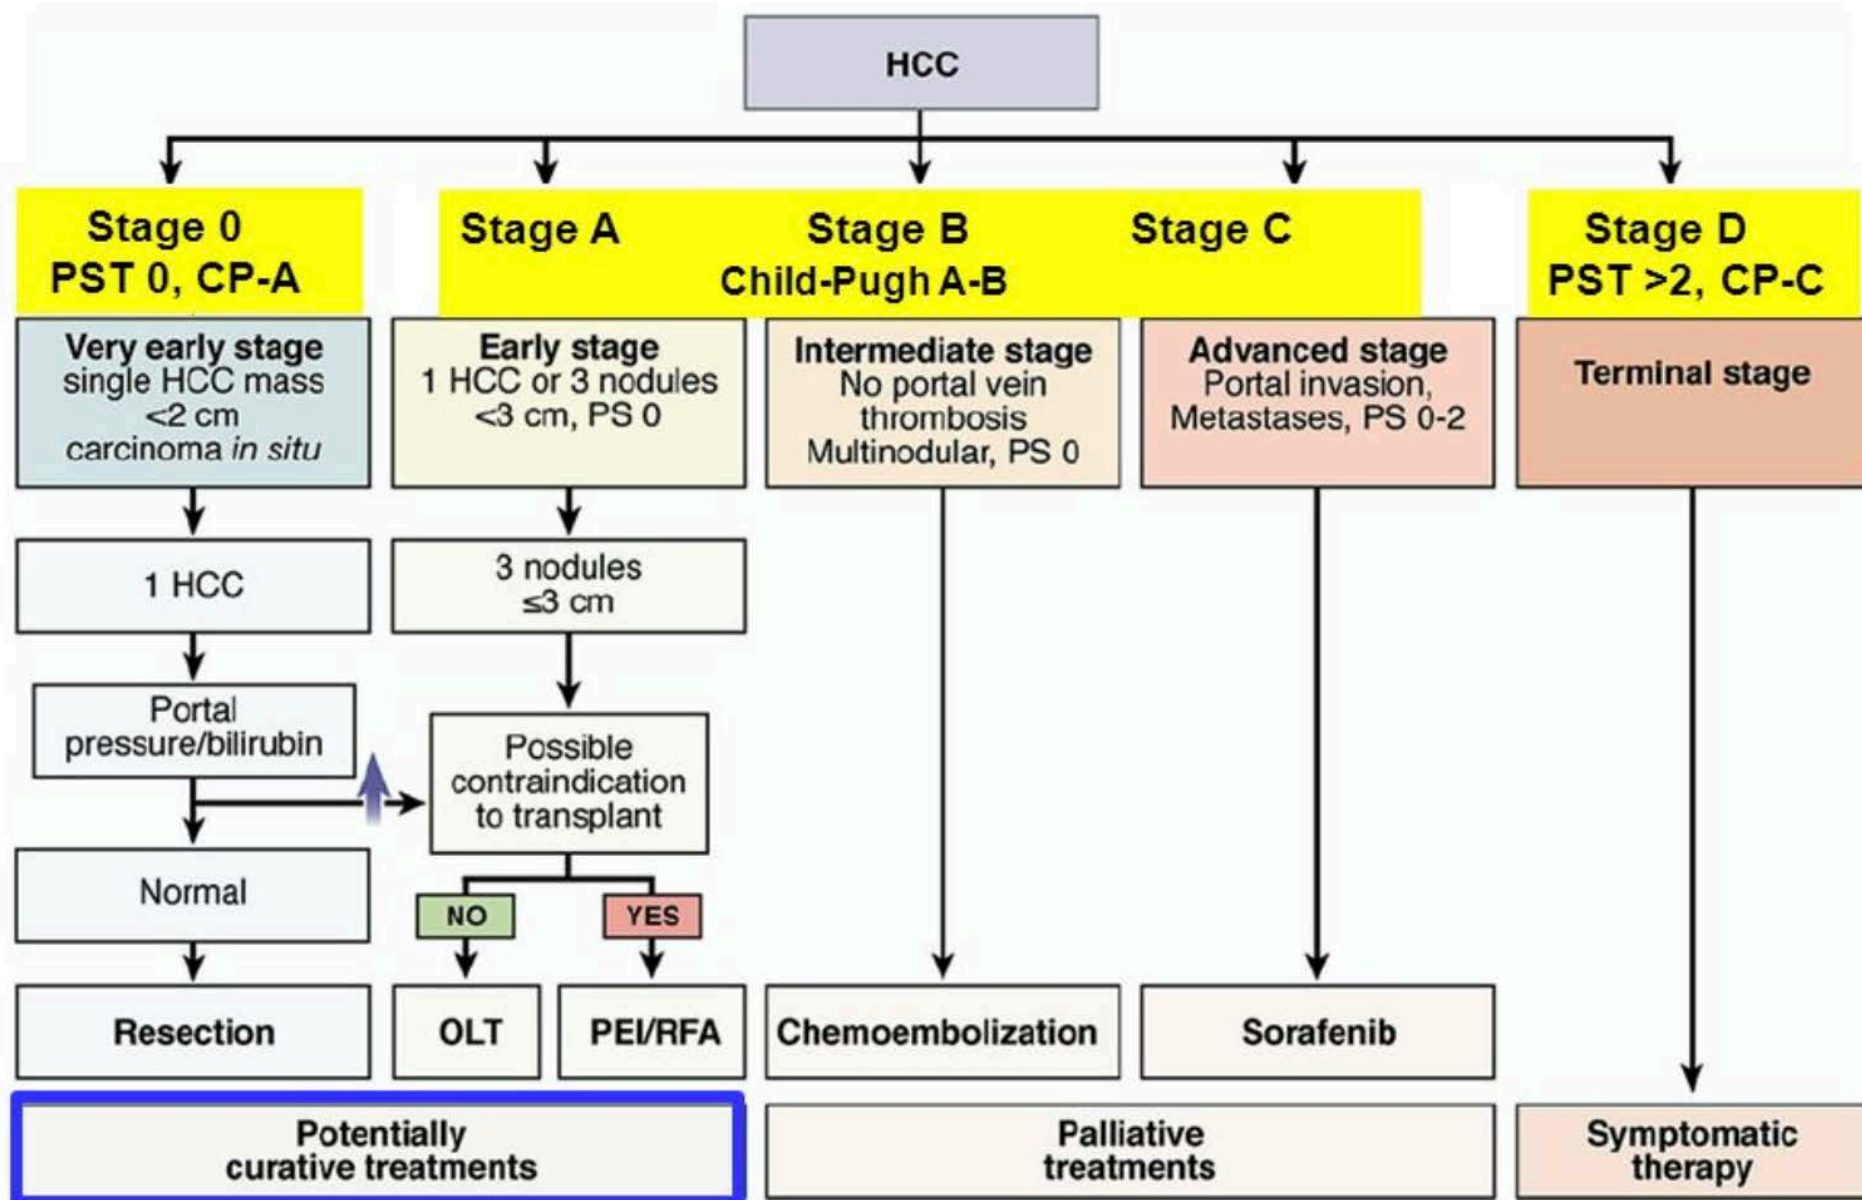 HCC
Stage 0
PST 0, CP-A
Stage A
Stage B
Stage C
Child-Pugh A-B
Stage D
PST >2, CP-C
Very early stage
single HCC mass
<2 cm
carcinoma in situ
Early stage
1 HCC or 3 nodules
<3 cm, PS 0
Intermediate stage
No portal vein
thrombosis
Multinodular, PS 0
Advanced stage
Portal invasion,
Metastases, PS 0-2
Terminal stage
1 HCC
3 nodules
≤3 cm
Portal
pressure/bilirubin
Possible
contraindication
to transplant
Normal
NO
YES
Resection
OLT
PEI/RFA
Chemoembolization
Sorafenib
Potentially
curative treatments
Palliative
treatments
Symptomatic
therapy